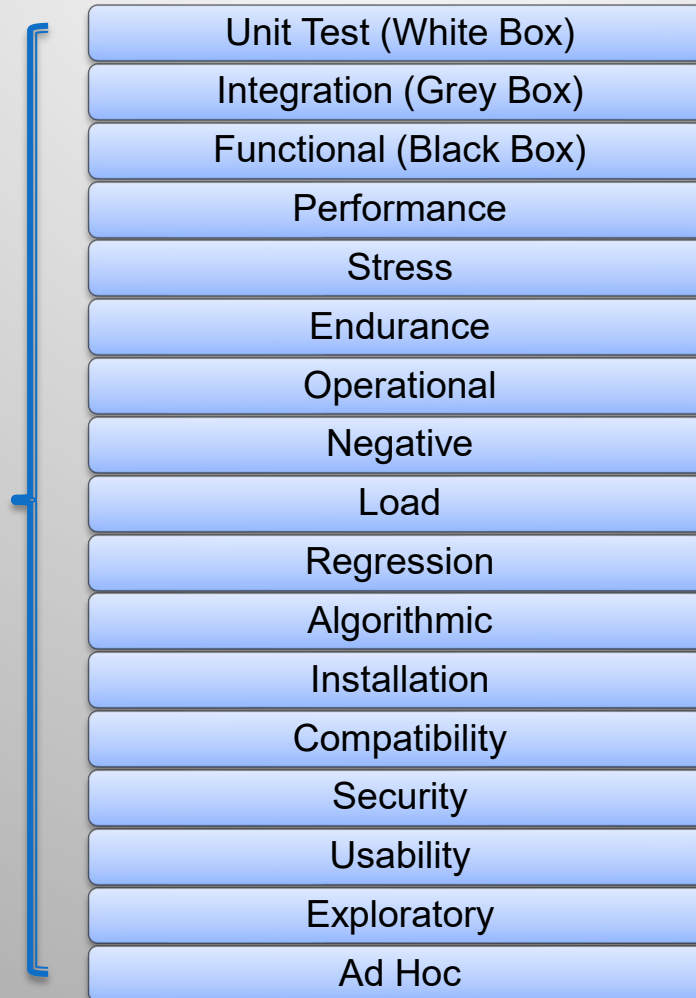 Unit Test (White Box)
Integration (Grey Box)
Functional (Black Box)
Performance
Stress
Endurance
Operational
Negative
Load
Regression
Algorithmic
Installation
Compatibility
Security
Usability
Exploratory
Ad Hoc